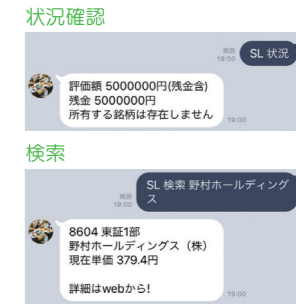 状況確認
既読
19:00
SL 状況
評価額 5000000円(残金含)
残金 5000000円
所有する銘柄は存在しません
19:00
検索
SL 検索 野村ホールディング
ス
既読
19:00
8604 東証1部
野村ホールディングス（株）
現在単価 379.4円
詳細はwebから!
19:00